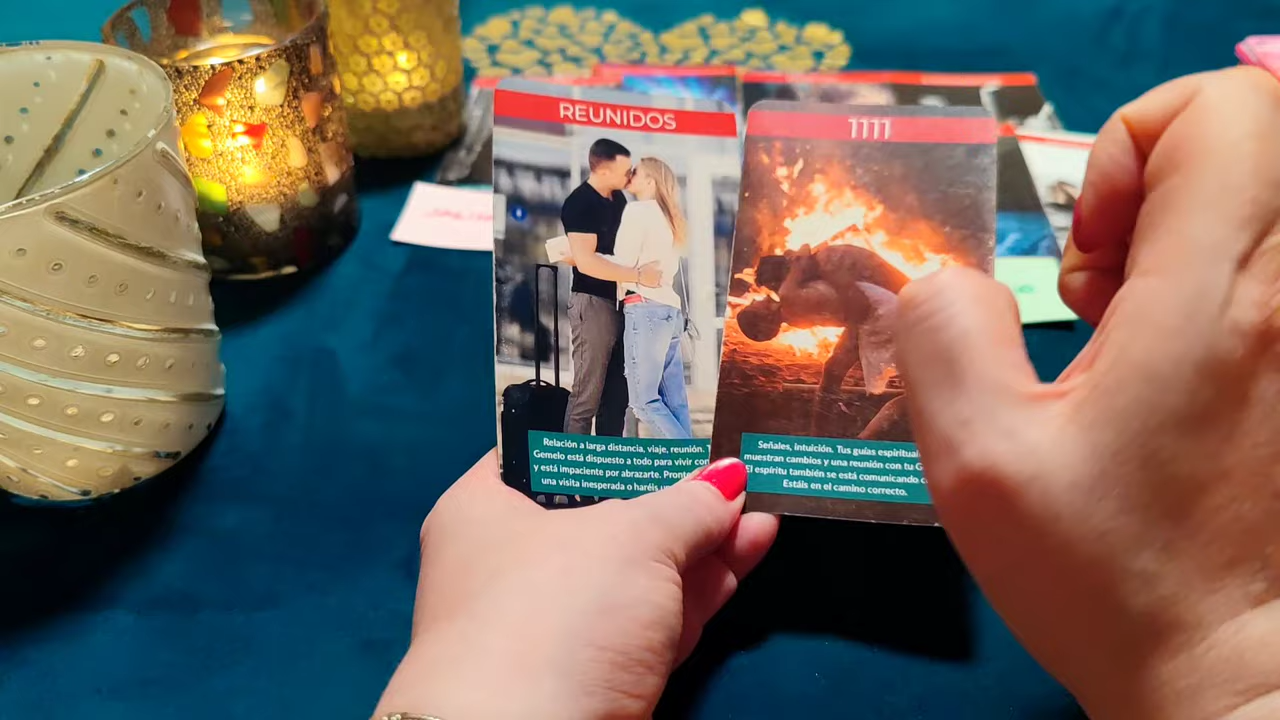 REUNIDOS
Relación a larga distancia, viaje, reunión.
Gemelo está dispuesto a todo para vivir
y está impaciente por abrazarte.
una visita inesperada o haréis
1111
Señales, intuición. Tus guías
muestran cambios y una reunión con tu
El espíritu también se está comunicando
Estáis en el camino correcto.